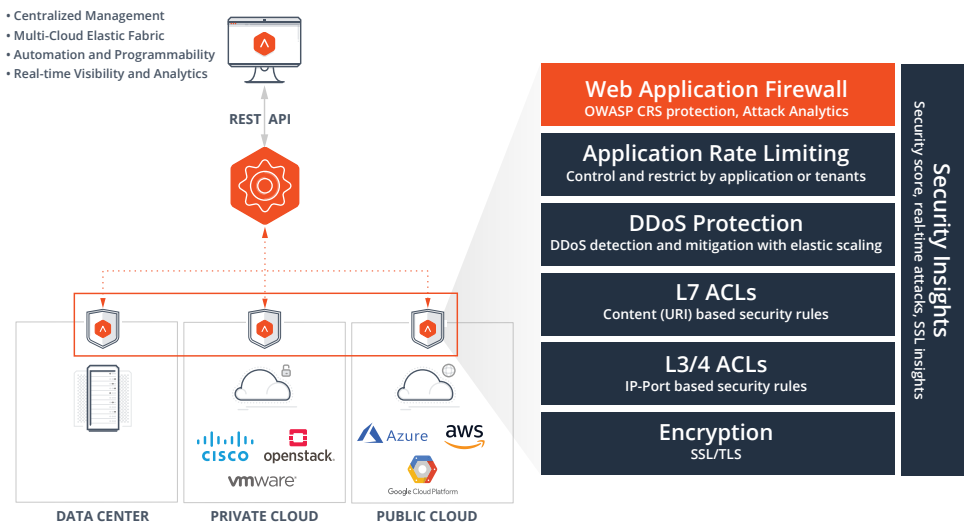 • Centralized Management
• Multi-Cloud Elastic Fabric
• Automation and Programmability
• Real-time Visibility and Analytics
REST API
Web Application Firewall
OWASP CRS protection, Attack Analytics
Application Rate Limiting
Control and restrict by application or tenants
DDoS Protection
DDoS detection and mitigation with elastic scaling
L7 ACLs
Content (URI) based security rules
L3/4 ACLs
IP-Port based security rules
Encryption
SSL/TLS
Security Insights
Security score, real-time attacks, SSL insights
CISCO
openstack.
vmware®
Azure
aws
Google Cloud Platform
DATA CENTER
PRIVATE CLOUD
PUBLIC CLOUD